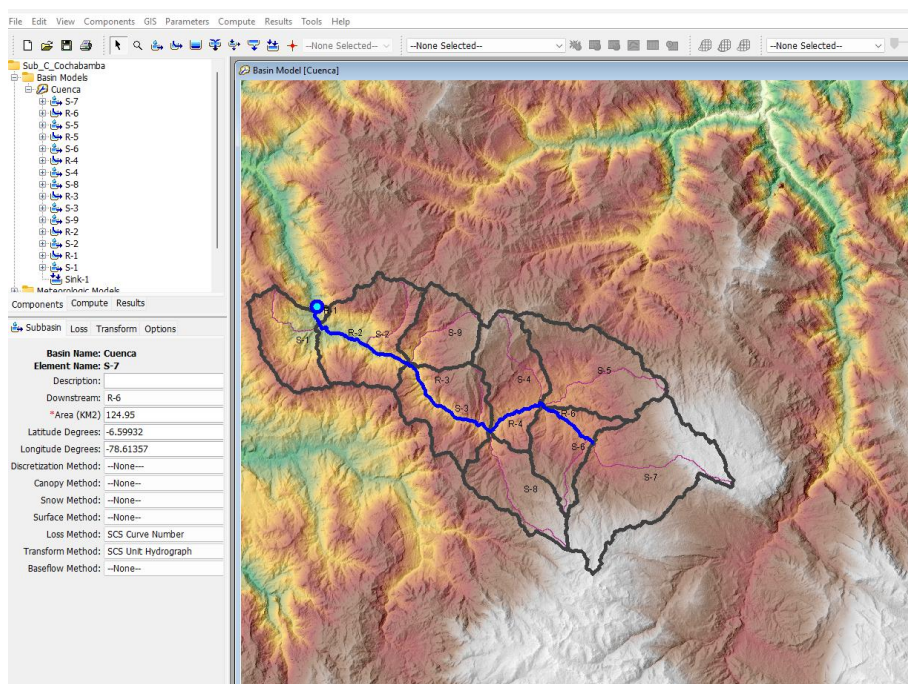 File Edit View Components GIS Parameters Compute Results Tools Help
--None Selected-- --None Selected-- --None Selected--
Sub_C_Cochabamba
Basin Models
Cuenca
S-7
R-6
S-5
R-5
S-6
R-4
S-4
S-8
R-3
S-3
S-9
R-2
S-2
R-1
S-1
Sink-1
Meteorologic Models
Components Compute Results
Subbasin Loss Transform Options
Basin Name: Cuenca
Element Name: S-7
Description:
Downstream: R-6
*Area (KM2) 124.95
Latitude Degrees: -6.59932
Longitude Degrees: -78.61357
Discretization Method: --None--
Canopy Method: --None--
Snow Method: --None--
Surface Method: --None--
Loss Method: SCS Curve Number
Transform Method: SCS Unit Hydrograph
Baseflow Method: --None--
Basin Model [Cuenca]
R-1
S-1
R-2
S-2
S-9
R-3
S-4
S-5
S-3
R-4
R-6
S-6
S-7
S-8